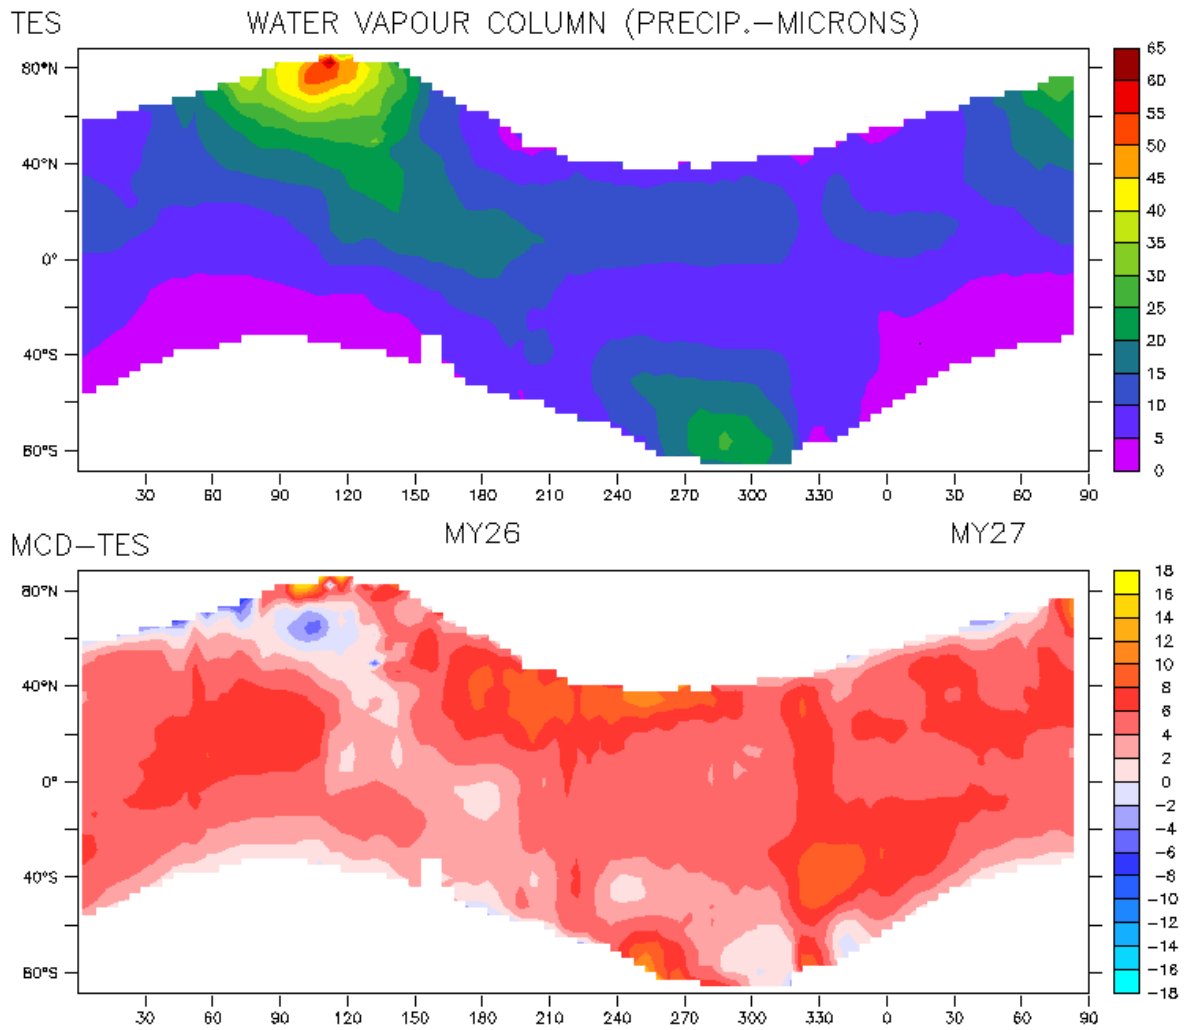 TES WATER VAPOUR COLUMN (PRECIP.-MICRONS)
80°N
40°N
0°
40°S
80°S
65
60
55
50
45
40
35
30
25
20
15
10
5
0
30 60 90 120 150 180 210 240 270 300 330 0 30 60 90
MY26 MY27
MCD-TES
80°N
40°N
0°
40°S
80°S
18
16
14
12
10
8
6
4
2
0
-2
-4
-6
-8
-10
-12
-14
-16
-18
30 60 90 120 150 180 210 240 270 300 330 0 30 60 90